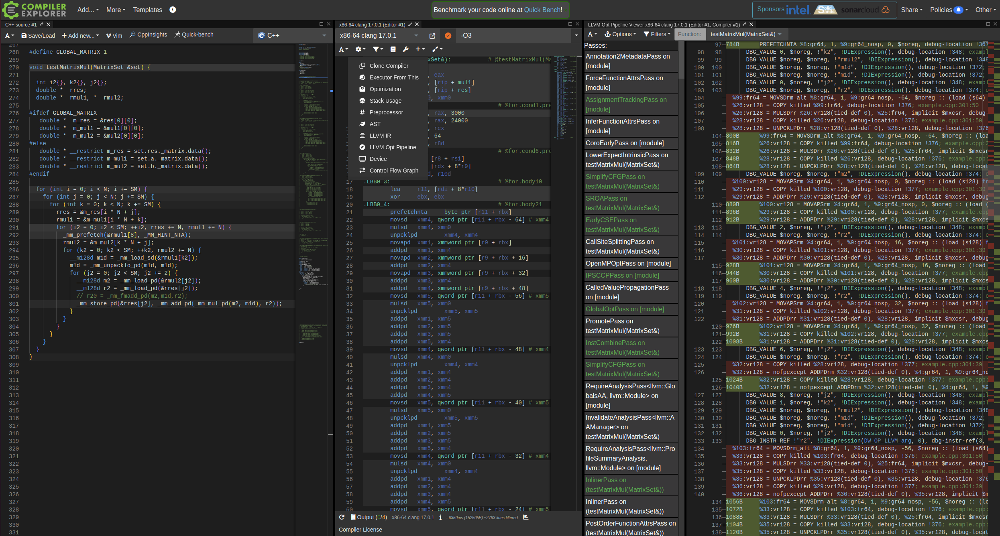 COMPILER EXPLORER
Add...
More
Templates
Benchmark your code online at Quick Bench!
Sponsors intel. Solid Sands sonarcloud
Share
Policies
Other
C++ source #1
A
Save/Load
+ Add new...
Vim
CppInsights
Quick-bench
C++
267
268 #define GLOBAL_MATRIX 1
269
270 void testMatrixMul(MatrixSet &set) {
271
272 int i2{}, k2{}, j2{};
273 double * rres;
274 double * rmul1, * rmul2;
275
276 #ifdef GLOBAL_MATRIX
277 double * m_res = &res[0][0];
278 double * m_mul1 = &mul1[0][0];
279 double * m_mul2 = &mul2[0][0];
280 #else
281 double * __restrict m_res = set.res._matrix.data();
282 double * __restrict m_mul1 = set.a._matrix.data();
283 double * __restrict m_mul2 = set.b._matrix.data();
284 #endif
285
286 for (int i = 0; i < N; i += SM) {
287 for (int j = 0; j < N; j += SM) {
288 for (int k = 0; k < N; k += SM) {
289 rres = &m_res[i * N + j];
290 rmul1 = &m_mul1[i * N + k];
291 for (i2 = 0; i2 < SM; ++i2, rres += N, rmul1 += N) {
292 _mm_prefetch(&rmul1[8], _MM_HINT_NTA);
293 rmul2 = &m_mul2[k * N + j];
294 for (k2 = 0; k2 < SM; ++k2, rmul2 += N) {
295 __m128d m1d = _mm_load_sd(&rmul1[k2]);
296 m1d = _mm_unpacklo_pd(m1d, m1d);
297 for (j2 = 0; j2 < SM; j2 += 2) {
298 __m128d m2 = _mm_load_pd(&rmul2[j2]);
299 __m128d r2 = _mm_load_pd(&rres[j2]);
300 // r20 = _mm_fmadd_pd(m2,m1d,r2);
301 _mm_store_pd(&rres[j2], _mm_add_pd(_mm_mul_pd(m2, m1d), r2));
302 }
303 }
304 }
305 }
306 }
307 }
308 }
309
310
311
312
313
314
315
316
317
318
319
320
321
322
323
324
325
326
327
328
329
330
331
x86-64 clang 17.0.1 (Editor #1)
x86-64 clang 17.0.1
-O3
A
Clone Compiler
Executor From This
Optimization
Stack Usage
Preprocessor
AST
LLVM IR
LLVM Opt Pipeline
Device
Control Flow Graph
xSet&): # @testMatrixMul(Ma
, eax
, [rip + mul1]
, [rip + res]
, xmm0
# %for.cond1.pre
, rax, 3000
, rax, 24000
, rcx
, 64
, r8d
# %for.cond6.pre
[r8 + rsi]
[rdx + 8*r9]
, r10d
17 .LBB0_3: # %for.body10
18 lea r11, [rdi + 8*r10]
19 xor ebx, ebx
20 .LBB0_4: # %for.body21
21 prefetchnta byte ptr [r11 + rbx]
22 movsd xmm4, qword ptr [r11 + rbx - 64] # xmm4
23 mulsd xmm4, xmm0
24 unpcklpd xmm4, xmm4
25 movapd xmm1, xmmword ptr [r9 + rbx]
26 addpd xmm1, xmm4
27 movapd xmm2, xmmword ptr [r9 + rbx + 16]
28 addpd xmm2, xmm4
29 movapd xmm3, xmmword ptr [r9 + rbx + 32]
30 addpd xmm3, xmm4
31 addpd xmm4, xmmword ptr [r9 + rbx + 48]
32 movsd xmm5, qword ptr [r11 + rbx - 56] # xmm5
33 mulsd xmm5, xmm0
34 unpcklpd xmm5, xmm5
35 addpd xmm1, xmm5
36 addpd xmm2, xmm5
37 addpd xmm3, xmm5
38 addpd xmm5, xmm4
39 movsd xmm4, qword ptr [r11 + rbx - 48] # xmm4
40 mulsd xmm4, xmm0
41 unpcklpd xmm4, xmm4
42 addpd xmm1, xmm4
43 addpd xmm2, xmm4
44 addpd xmm3, xmm4
45 addpd xmm4, xmm5
46 movsd xmm5, qword ptr [r11 + rbx - 40] # xmm5
47 mulsd xmm5, xmm0
48 unpcklpd xmm5, xmm5
49 addpd xmm1, xmm5
50 addpd xmm2, xmm5
51 addpd xmm3, xmm5
52 addpd xmm5, xmm4
53 movsd xmm4, qword ptr [r11 + rbx - 32] # xmm4
54 mulsd xmm4, xmm0
55 unpcklpd xmm4, xmm4
56 addpd xmm1, xmm4
57 addpd xmm2, xmm4
58 addpd xmm3, xmm4
59 addpd xmm4, xmm5
60 movsd xmm5, qword ptr [r11 + rbx - 24] # xmm5
Output (0/4) x86-64 clang 17.0.1 i - 6350ms (152505B) ~2763 lines filtered
Compiler License
LLVM Opt Pipeline Viewer x86-64 clang 17.0.1 (Editor #1, Compiler #1)
A
Options
Filters
Function:
testMatrixMul(MatrixSet&)
Passes:
Annotation2MetadataPass on
[module]
ForceFunctionAttrsPass on
[module]
AssignmentTrackingPass on
[module]
InferFunctionAttrsPass on
[module]
CoroEarlyPass on [module]
LowerExpectIntrinsicPass on
testMatrixMul(MatrixSet&)
SimplifyCFGPass on
testMatrixMul(MatrixSet&)
SROAPass on
testMatrixMul(MatrixSet&)
EarlyCSEPass on
testMatrixMul(MatrixSet&)
CallSiteSplittingPass on
testMatrixMul(MatrixSet&)
OpenMPOptPass on [module]
IPSCCPPass on [module]
CalledValuePropagationPass
on [module]
GlobalOptPass on [module]
PromotePass on
testMatrixMul(MatrixSet&)
InstCombinePass on
testMatrixMul(MatrixSet&)
SimplifyCFGPass on
testMatrixMul(MatrixSet&)
RequireAnalysisPass<llvm::Glo
balsAA, llvm::Module> on
[module]
InvalidateAnalysisPass<llvm::A
AManager> on
testMatrixMul(MatrixSet&)
RequireAnalysisPass<llvm::Pro
fileSummaryAnalysis,
llvm::Module> on [module]
InlinerPass on
(testMatrixMul(MatrixSet&))
InlinerPass on
(testMatrixMul(MatrixSet&))
PostOrderFunctionAttrsPass on
(testMatrixMul(MatrixSet&))
97+784B PREFETCHNTA %8:gr64, 1, %9:gr64_nosp, 0, $noreg, debug-location !367
98 98 DBG_VALUE 0, $noreg, !"k2", !DIExpression(), debug-location !348; exampl
99 99 DBG_VALUE $noreg, $noreg, !"rmul2", !DIExpression(), debug-location !348
100 100 DBG_VALUE $noreg, $noreg, !"m1d", !DIExpression(), debug-location !372;
101 101 DBG_VALUE $noreg, $noreg, !"m1d", !DIExpression(), debug-location !372;
102 102 DBG_VALUE 0, $noreg, !"j2", !DIExpression(), debug-location !348; exampl
103 103 DBG_VALUE $noreg, $noreg, !"r2", !DIExpression(), debug-location !374; e
104 — %99:fr64 = MOVSDrm_alt %8:gr64, 1, %9:gr64_nosp, -64, $noreg :: (load (s64)
105 — %26:vr128 = COPY killed %99:fr64, debug-location !376; example.cpp:301:50
106 — %26:vr128 = MULSDrr %26:vr128(tied-def 0), %25:fr64, implicit $mxcsr, debug-
107 — %28:vr128 = COPY killed %26:vr128, debug-location !376; example.cpp:301:50
108 — %28:vr128 = UNPCKLPDrr %28:vr128(tied-def 0), %28:vr128, debug-location !376
104+800B %99:fr64 = MOVSDrm_alt %8:gr64, 1, %9:gr64_nosp, -64, $noreg :: (loa
105+816B %26:vr128 = COPY killed %99:fr64, debug-location !376; example.cpp:3
106+832B %26:vr128 = MULSDrr %26:vr128(tied-def 0), %25:fr64, implicit $mxcsr
107+848B %28:vr128 = COPY killed %26:vr128, debug-location !376; example.cpp:
108+864B %28:vr128 = UNPCKLPDrr %28:vr128(tied-def 0), %28:vr128, debug-locat
109 109 DBG_VALUE $noreg, $noreg, !"m2", !DIExpression(), debug-location !374; e
110 — %100:vr128 = MOVAPSrm %4:gr64, 1, %9:gr64_nosp, 0, $noreg :: (load (s128) fr
111 — %29:vr128 = COPY killed %100:vr128, debug-location !377; example.cpp:301:39
112 — %29:vr128 = ADDPDrr %29:vr128(tied-def 0), %28:vr128, implicit $mxcsr, debug
110+880B %100:vr128 = MOVAPSrm %4:gr64, 1, %9:gr64_nosp, 0, $noreg :: (load (
111+896B %29:vr128 = COPY killed %100:vr128, debug-location !377; example.cpp
112+912B %29:vr128 = ADDPDrr %29:vr128(tied-def 0), %28:vr128, implicit $mxcs
113 113 DBG_VALUE 2, $noreg, !"j2", !DIExpression(), debug-location !348; exampl
114 114 DBG_VALUE $noreg, $noreg, !"r2", !DIExpression(), debug-location !374; e
115 — %101:vr128 = MOVAPSrm %4:gr64, 1, %9:gr64_nosp, 16, $noreg :: (load (s128) f
116 — %30:vr128 = COPY killed %101:vr128, debug-location !377; example.cpp:301:39
117 — %30:vr128 = ADDPDrr %30:vr128(tied-def 0), %28:vr128, implicit $mxcsr, debug
115+928B %101:vr128 = MOVAPSrm %4:gr64, 1, %9:gr64_nosp, 16, $noreg :: (load
116+944B %30:vr128 = COPY killed %101:vr128, debug-location !377; example.cpp
117+960B %30:vr128 = ADDPDrr %30:vr128(tied-def 0), %28:vr128, implicit $mxcs
118 118 DBG_VALUE 4, $noreg, !"j2", !DIExpression(), debug-location !348; exampl
119 119 DBG_VALUE $noreg, $noreg, !"r2", !DIExpression(), debug-location !374; e
120 — %102:vr128 = MOVAPSrm %4:gr64, 1, %9:gr64_nosp, 32, $noreg :: (load (s128) f
121 — %31:vr128 = COPY killed %102:vr128, debug-location !377; example.cpp:301:39
122 — %31:vr128 = ADDPDrr %31:vr128(tied-def 0), %28:vr128, implicit $mxcsr, debug
120+976B %102:vr128 = MOVAPSrm %4:gr64, 1, %9:gr64_nosp, 32, $noreg :: (load
121+992B %31:vr128 = COPY killed %102:vr128, debug-location !377; example.cpp
122+1008B %31:vr128 = ADDPDrr %31:vr128(tied-def 0), %28:vr128, implicit $mxcs
123 123 DBG_VALUE 6, $noreg, !"j2", !DIExpression(), debug-location !348; exampl
124 124 DBG_VALUE $noreg, $noreg, !"r2", !DIExpression(), debug-location !374; e
125 — %32:vr128 = COPY killed %28:vr128, debug-location !377; example.cpp:301:39
126 — %32:vr128 = nofpexcept ADDPDrm %32:vr128(tied-def 0), %4:gr64, 1, %9:gr64_no
125+1024B %32:vr128 = COPY killed %28:vr128, debug-location !377; example.cpp:
126+1040B %32:vr128 = nofpexcept ADDPDrm %32:vr128(tied-def 0), %4:gr64, 1, %9
127 127 DBG_VALUE 8, $noreg, !"j2", !DIExpression(), debug-location !348; exampl
128 128 DBG_VALUE 1, $noreg, !"k2", !DIExpression(), debug-location !348; exampl
129 129 DBG_VALUE $noreg, $noreg, !"rmul2", !DIExpression(), debug-location !348
130 130 DBG_VALUE $noreg, $noreg, !"m1d", !DIExpression(), debug-location !372;
131 131 DBG_VALUE $noreg, $noreg, !"m1d", !DIExpression(), debug-location !372;
132 132 DBG_VALUE 0, $noreg, !"j2", !DIExpression(), debug-location !348; exampl
133 133 DBG_INSTR_REF !"r2", !DIExpression(DW_OP_LLVM_arg, 0), dbg-instr-ref(3,
134 — %103:fr64 = MOVSDrm_alt %8:gr64, 1, %9:gr64_nosp, -56, $noreg :: (load (s64)
135 — %33:vr128 = COPY killed %103:fr64, debug-location !376; example.cpp:301:50
136 — %33:vr128 = MULSDrr %33:vr128(tied-def 0), %25:fr64, implicit $mxcsr, debug-
137 — %35:vr128 = COPY killed %33:vr128, debug-location !376; example.cpp:301:50
138 — %35:vr128 = UNPCKLPDrr %35:vr128(tied-def 0), %35:vr128, debug-location !376
139 — %36:vr128 = COPY killed %29:vr128, debug-location !377; example.cpp:301:39
140 — %36:vr128 = nofpexcept ADDPDrr %36:vr128(tied-def 0), %35:vr128, implicit $m
134+1056B %103:fr64 = MOVSDrm_alt %8:gr64, 1, %9:gr64_nosp, -56, $noreg :: (lo
135+1072B %33:vr128 = COPY killed %103:fr64, debug-location !376; example.cpp:
136+1088B %33:vr128 = MULSDrr %33:vr128(tied-def 0), %25:fr64, implicit $mxcsr
137+1104B %35:vr128 = COPY killed %33:vr128, debug-location !376; example.cpp:
138+1120B %35:vr128 = UNPCKLPDrr %35:vr128(tied-def 0), %35:vr128, debug-locat